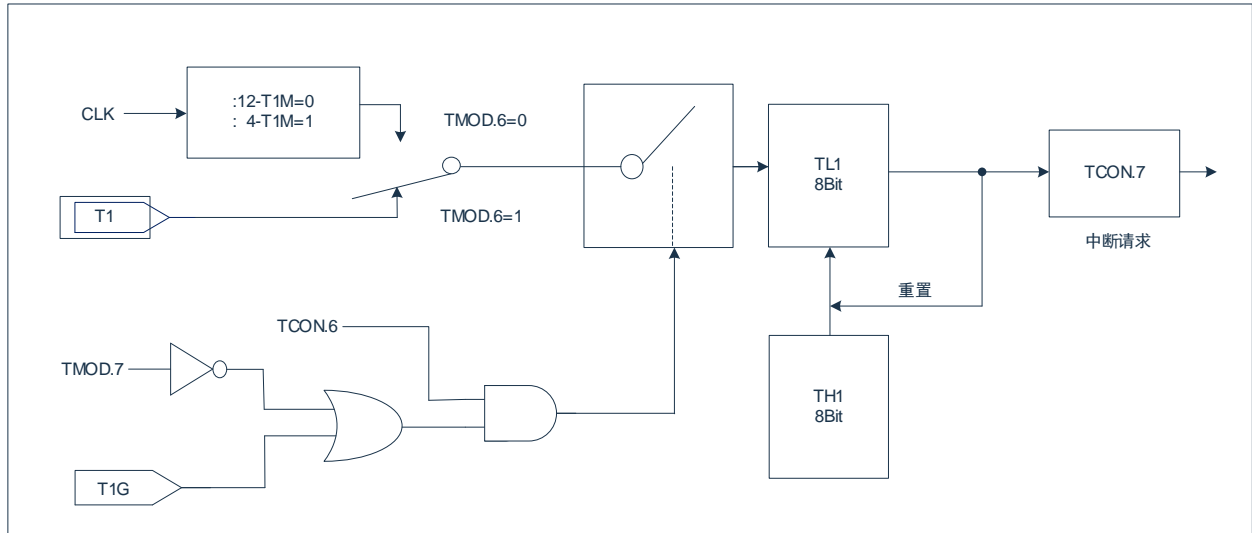 CLK
:12-T1M=0
: 4-T1M=1
TMOD.6=0
T1
TMOD.6=1
TL1
8Bit
TCON.7
中断请求
重置
TCON.6
TMOD.7
TH1
8Bit
T1G